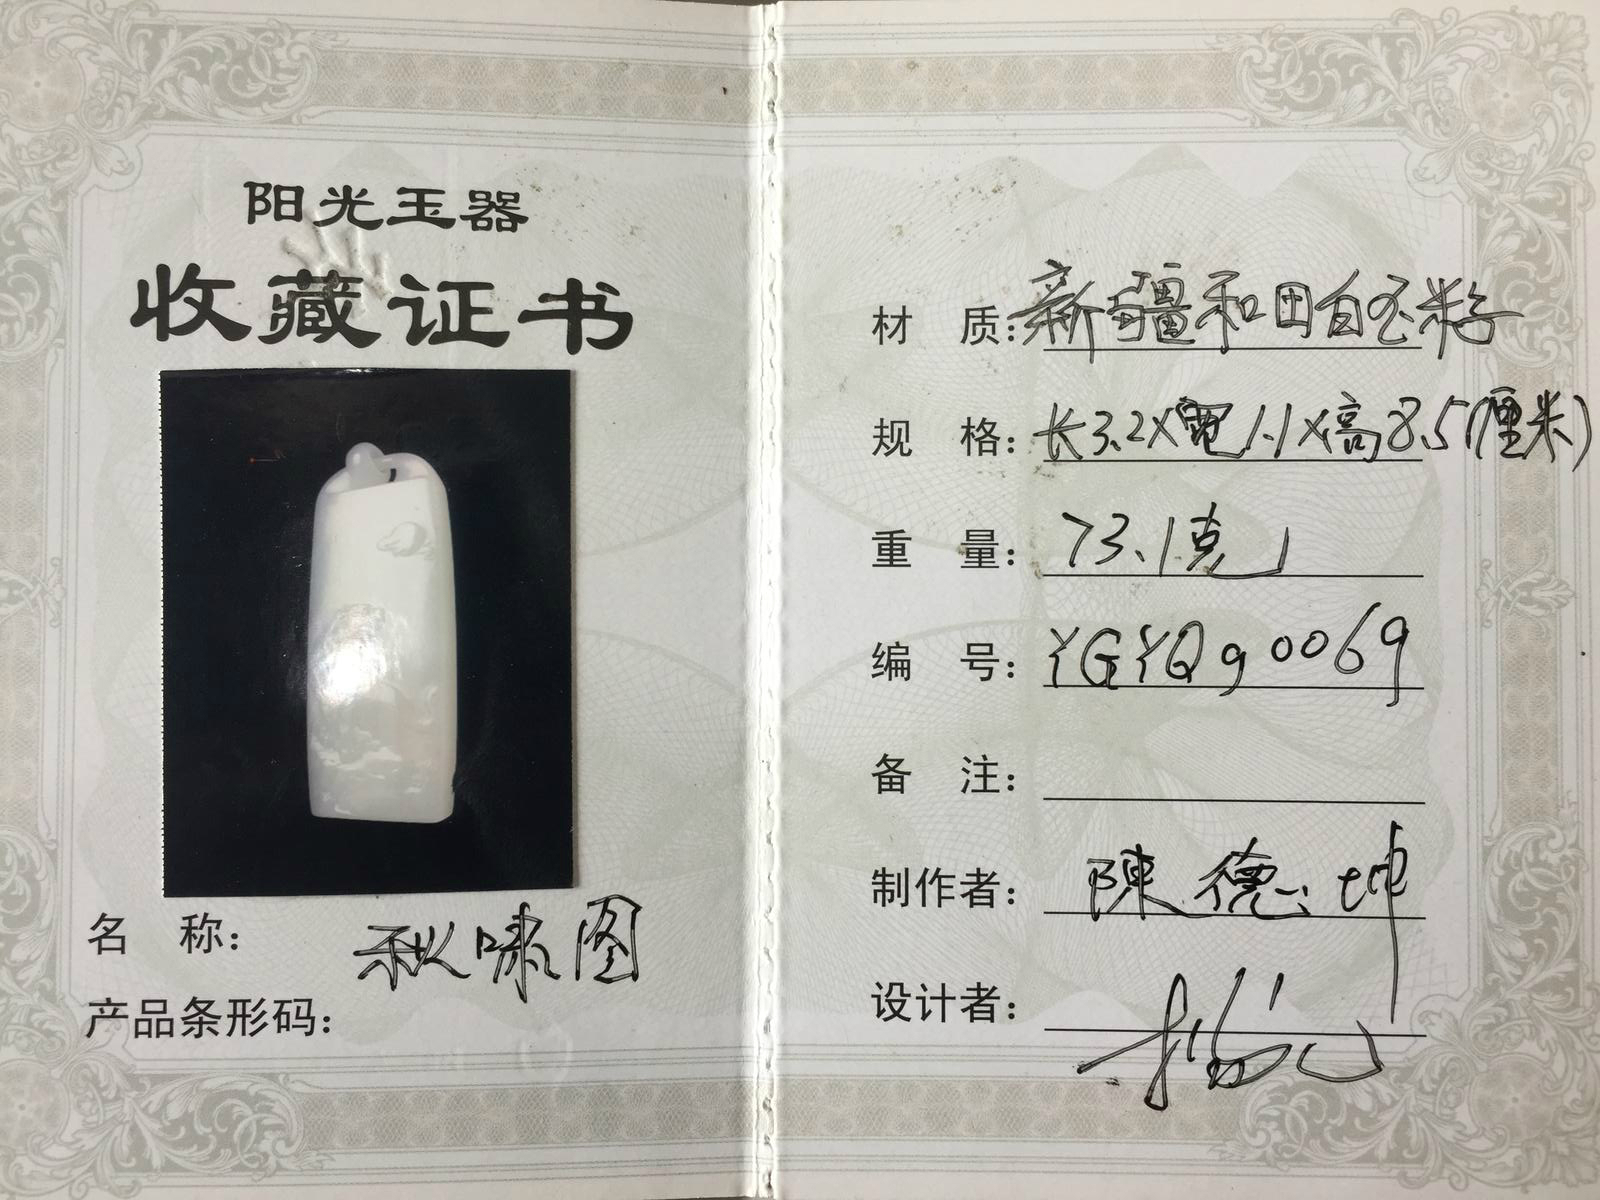 阳光玉器
收藏证书
名 称: 秋啸图
产品条形码:
材 质: 新疆和田白玉籽
规 格: 长3.2X宽1.1X高8.5(厘米)
重 量: 73.1克
编 号: YGYQ90069
备 注:
制作者: 陳德坤
设计者: